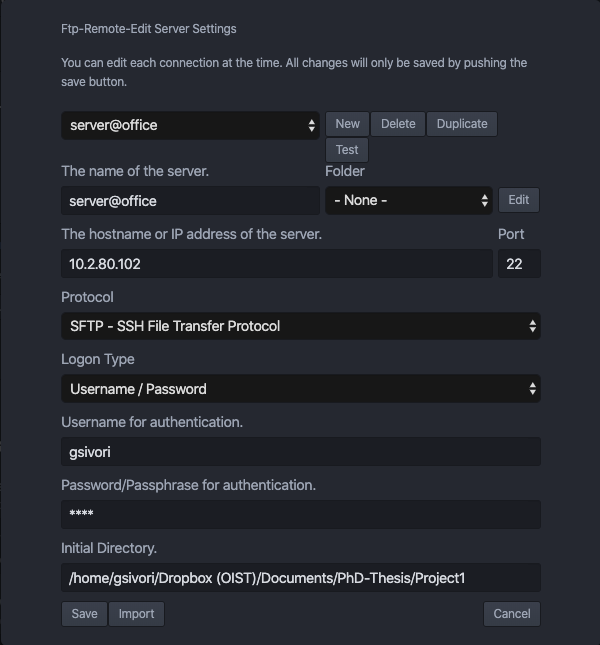 Ftp-Remote-Edit Server Settings
You can edit each connection at the time. All changes will only be saved by pushing the
save button.
server@office New Delete Duplicate
Test
The name of the server. Folder
server@office - None - Edit
The hostname or IP address of the server. Port
10.2.80.102 22
Protocol
SFTP - SSH File Transfer Protocol
Logon Type
Username / Password
Username for authentication.
gsivori
Password/Passphrase for authentication.
****
Initial Directory.
/home/gsivori/Dropbox (OIST)/Documents/PhD-Thesis/Project1
Save Import Cancel